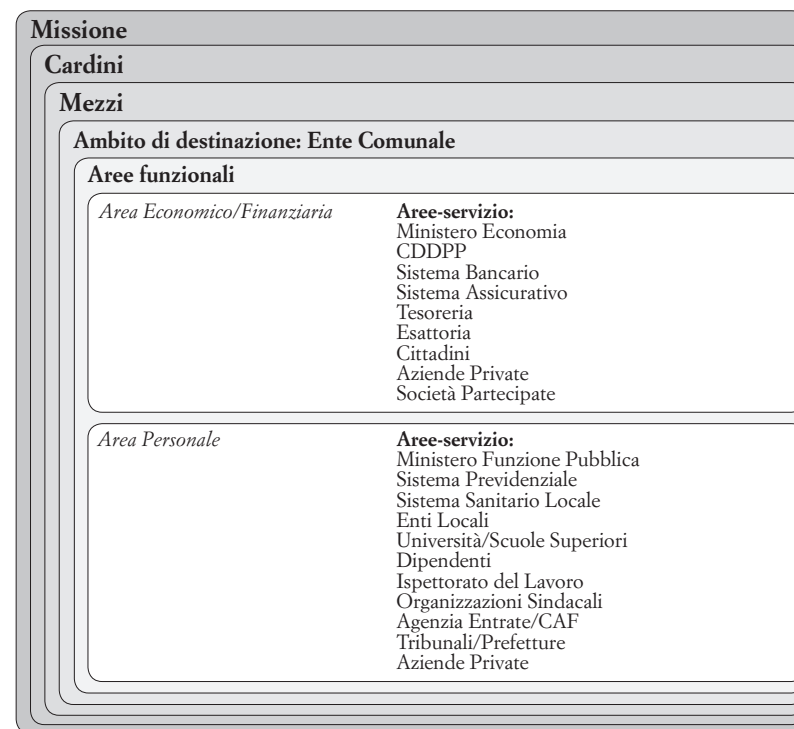 Missione
Cardini
Mezzi
Ambito di destinazione: Ente Comunale
Aree funzionali
Area Economico/Finanziaria
Aree-servizio:
Ministero Economia
CDDPP
Sistema Bancario
Sistema Assicurativo
Tesoreria
Esattoria
Cittadini
Aziende Private
Società Partecipate
Area Personale
Aree-servizio:
Ministero Funzione Pubblica
Sistema Previdenziale
Sistema Sanitario Locale
Enti Locali
Università/Scuole Superiori
Dipendenti
Ispettorato del Lavoro
Organizzazioni Sindacali
Agenzia Entrate/CAF
Tribunali/Prefetture
Aziende Private